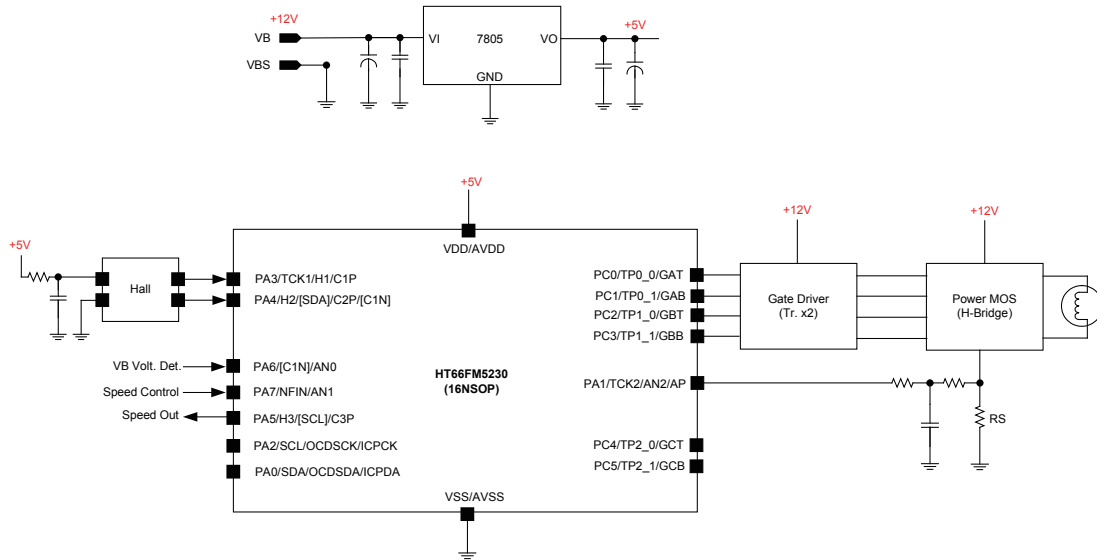 +12V
+5V
VB
VI
7805
VO
VBS
GND
+5V
VDD/AVDD
+12V
+12V
+5V
Hall
PA3/TCK1/H1/C1P
PA4/H2/[SDA]/C2P/[C1N]
PC0/TP0_0/GAT
PC1/TP0_1/GAB
PC2/TP1_0/GBT
PC3/TP1_1/GBB
Gate Driver
(Tr. x2)
Power MOS
(H-Bridge)
VB Volt. Det.
PA6/[C1N]/AN0
Speed Control
PA7/NFIN/AN1
Speed Out
PA5/H3/[SCL]/C3P
HT66FM5230
(16NSOP)
PA1/TCK2/AN2/AP
RS
PA2/SCL/OCDSCK/ICPCK
PA0/SDA/OCDSDA/ICPDA
PC4/TP2_0/GCT
PC5/TP2_1/GCB
VSS/AVSS